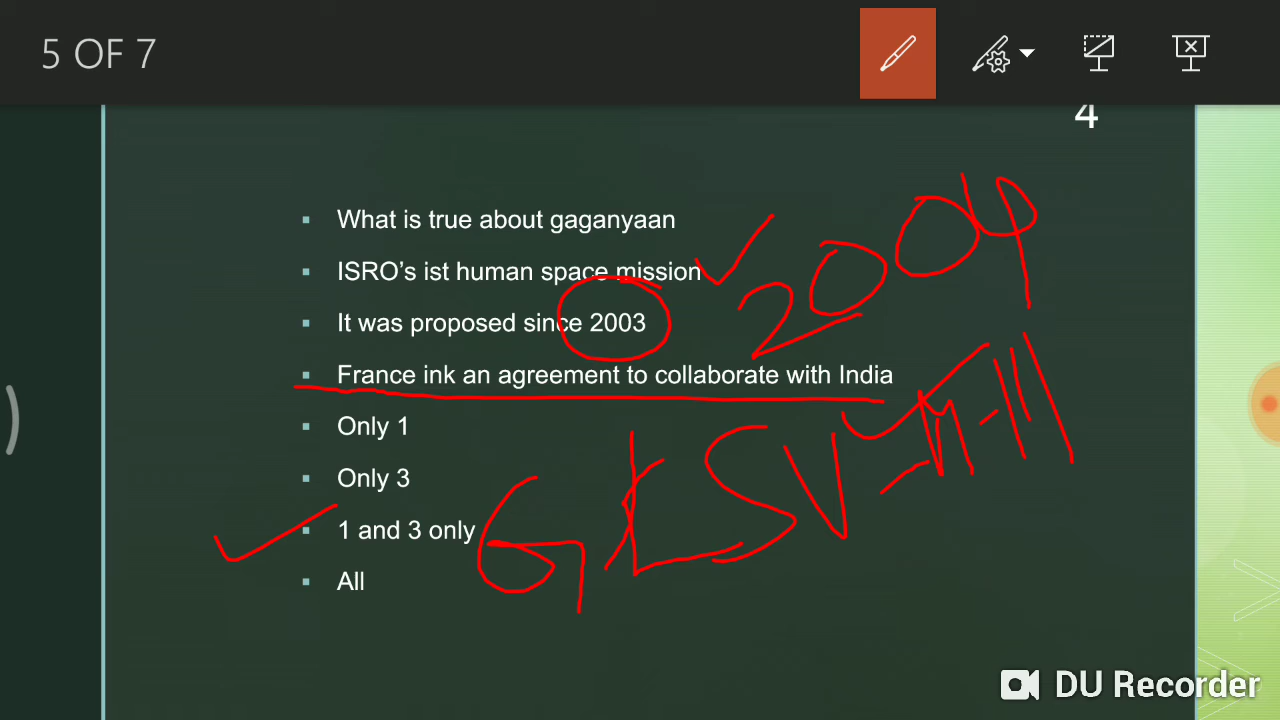 5 OF 7
4
What is true about gaganyaan
ISRO's ist human space mission
It was proposed since 2003
2004
France ink an agreement to collaborate with India
Only 1
Only 3
1 and 3 only
All
DU Recorder